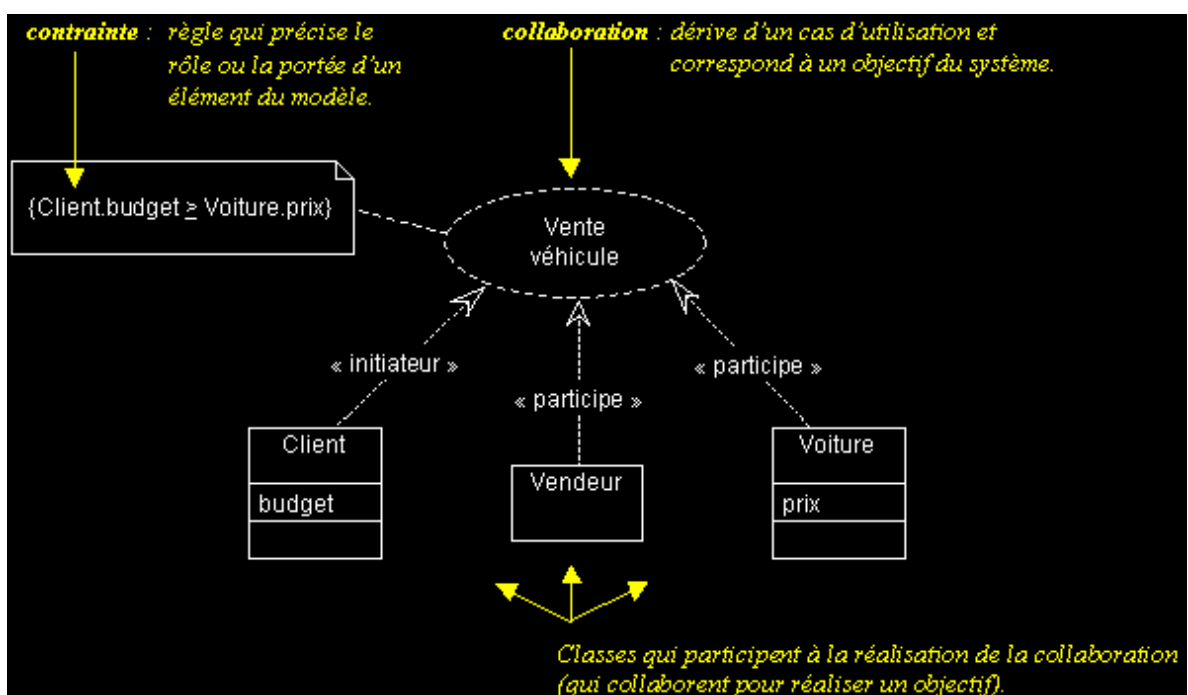 contrainte : règle qui précise le
rôle ou la portée d'un
élément du modèle.
collaboration : dérive d'un cas d'utilisation et
correspond à un objectif du système.
{Client.budget ≥ Voiture.prix}
Vente
véhicule
« initiateur »
« participe »
« participe »
Client
budget
Vendeur
Voiture
prix
Classes qui participent à la réalisation de la collaboration
(qui collaborent pour réaliser un objectif).